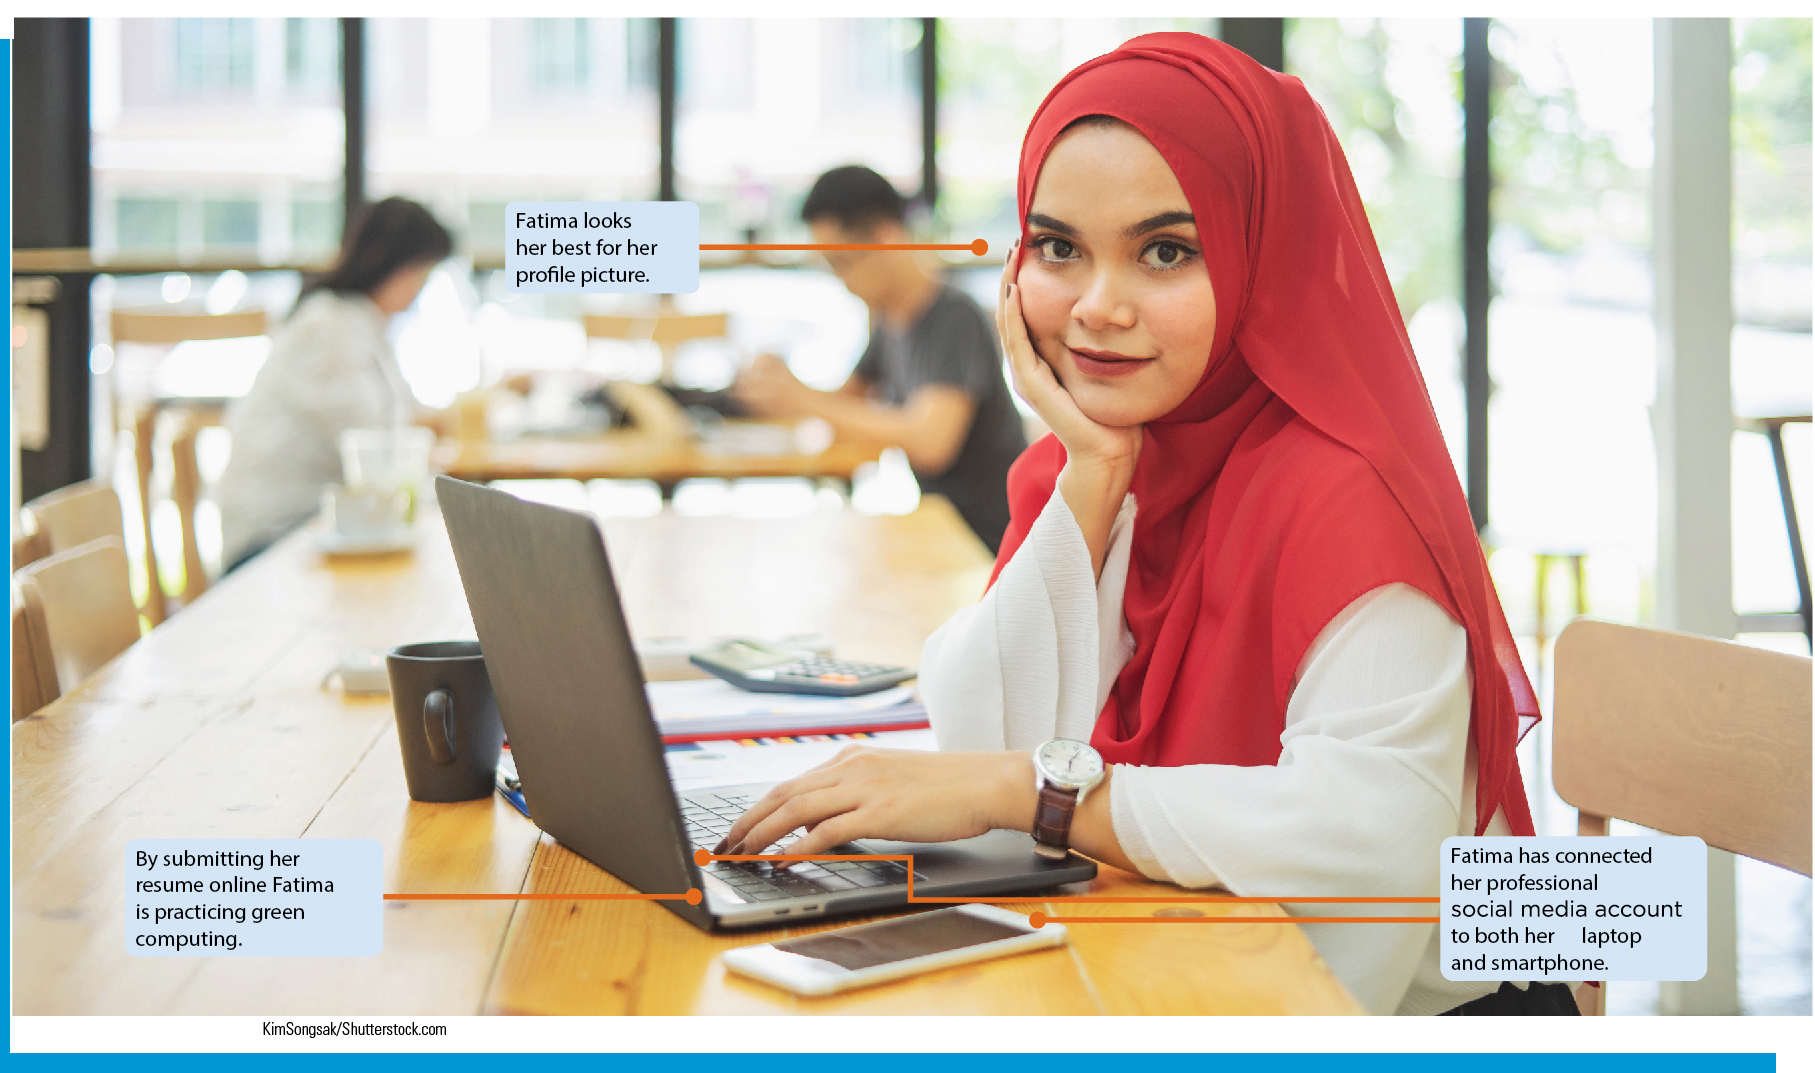 Fatima looks
her best for her
profile picture.
By submitting her
resume online Fatima
is practicing green
computing.
Fatima has connected
her professional
social media account
to both her laptop
and smartphone.
KimSongsak/Shutterstock.com